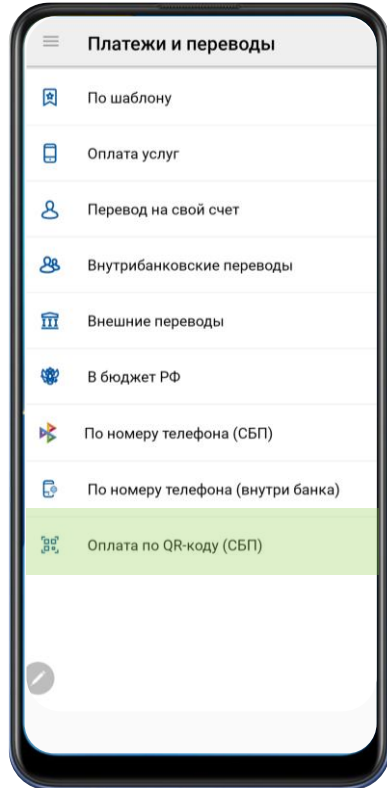 Платежи и переводы
По шаблону
Оплата услуг
Перевод на свой счет
Внутрибанковские переводы
Внешние переводы
В бюджет РФ
По номеру телефона (СБП)
По номеру телефона (внутри банка)
Оплата по QR-коду (СБП)